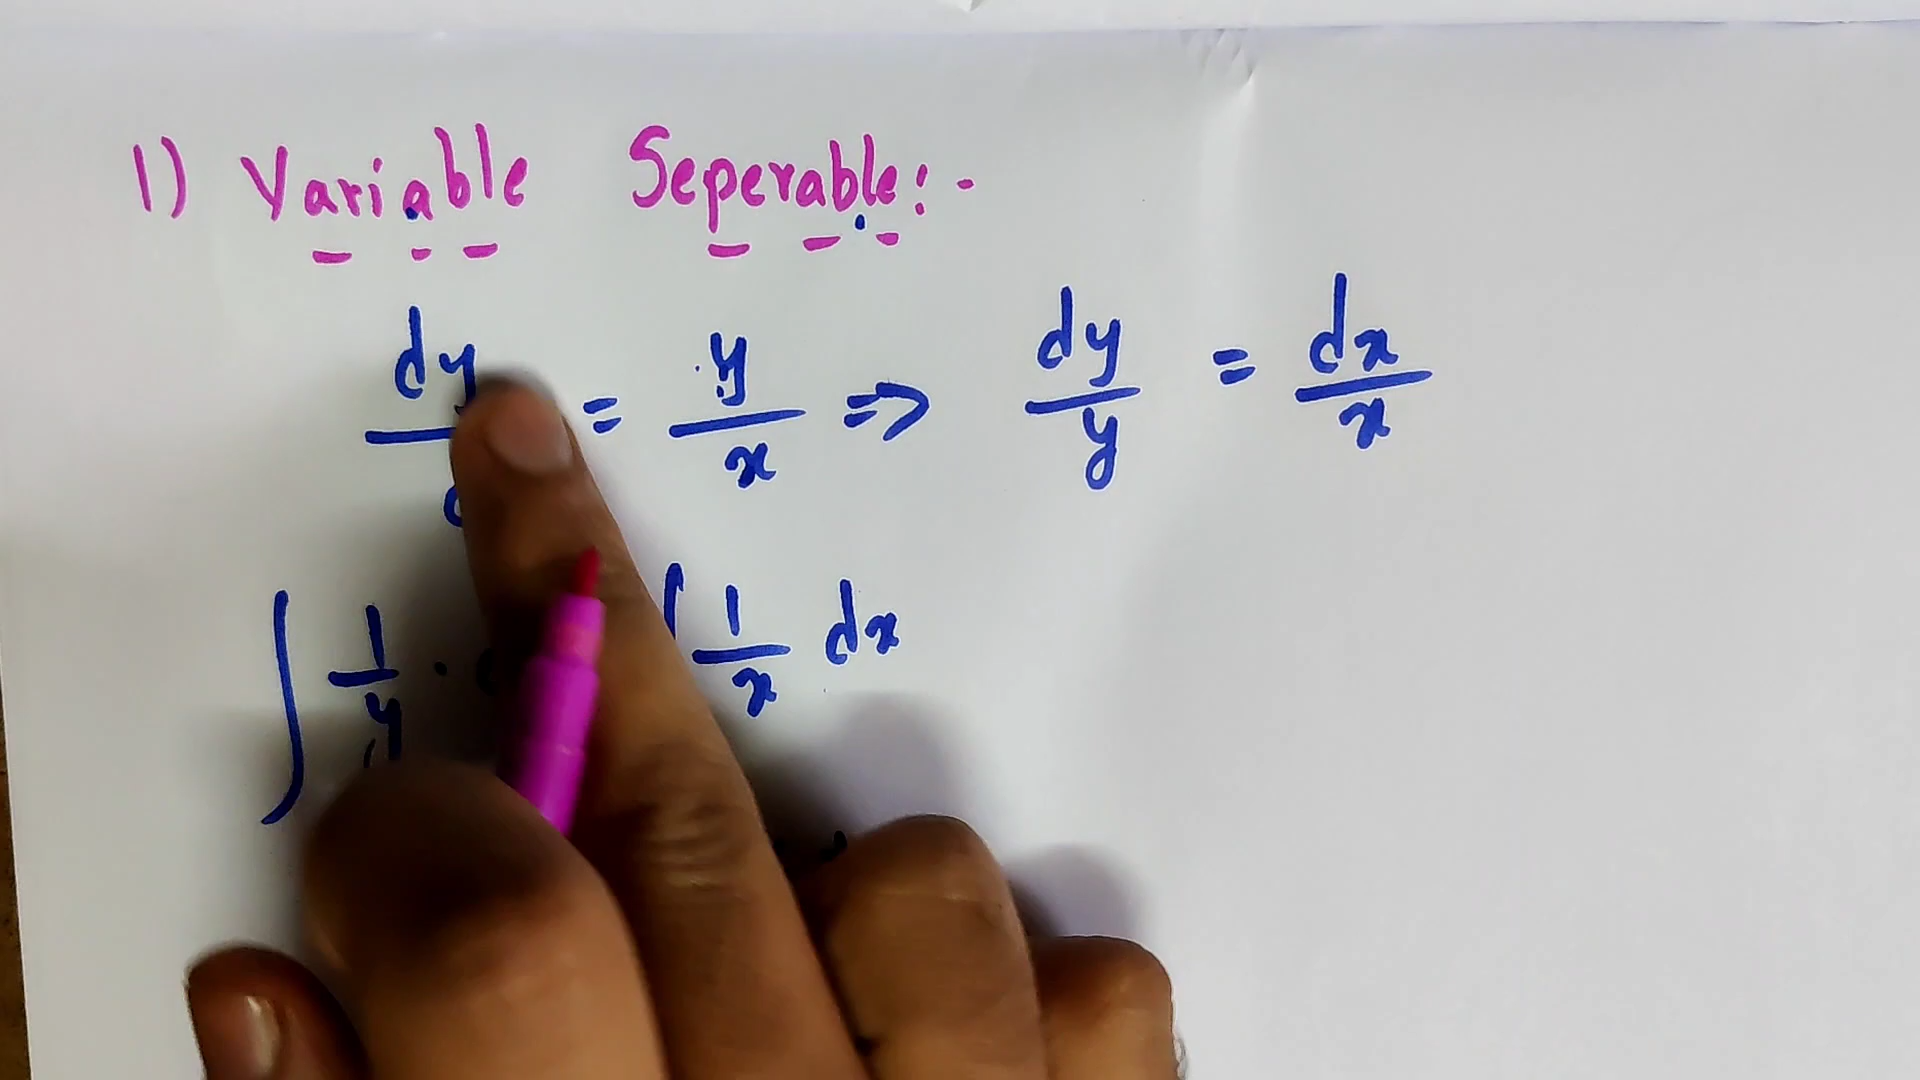 1) Variable Seperable:-
dy = y/x => dy/y = dx/x
∫ 1/y · ∫ 1/x dx